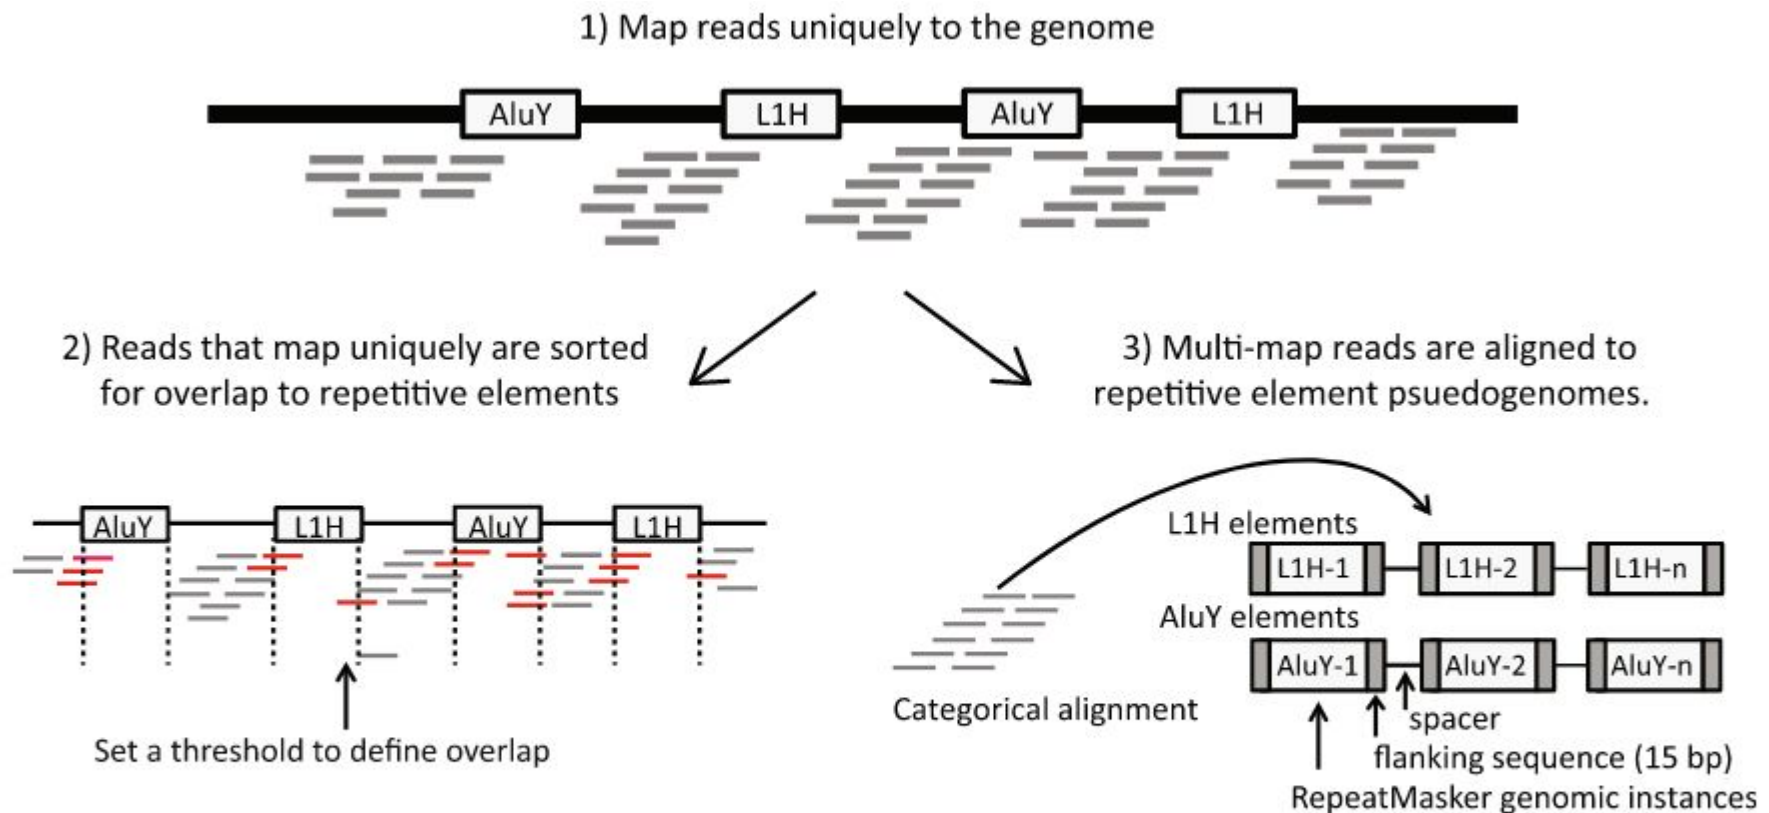 1) Map reads uniquely to the genome
AluY
L1H
AluY
L1H
2) Reads that map uniquely are sorted
for overlap to repetitive elements
3) Multi-map reads are aligned to
repetitive element psuedogenomes.
AluY
L1H
AluY
L1H
Set a threshold to define overlap
Categorical alignment
L1H elements
L1H-1
L1H-2
L1H-n
AluY elements
AluY-1
AluY-2
AluY-n
spacer
flanking sequence (15 bp)
RepeatMasker genomic instances